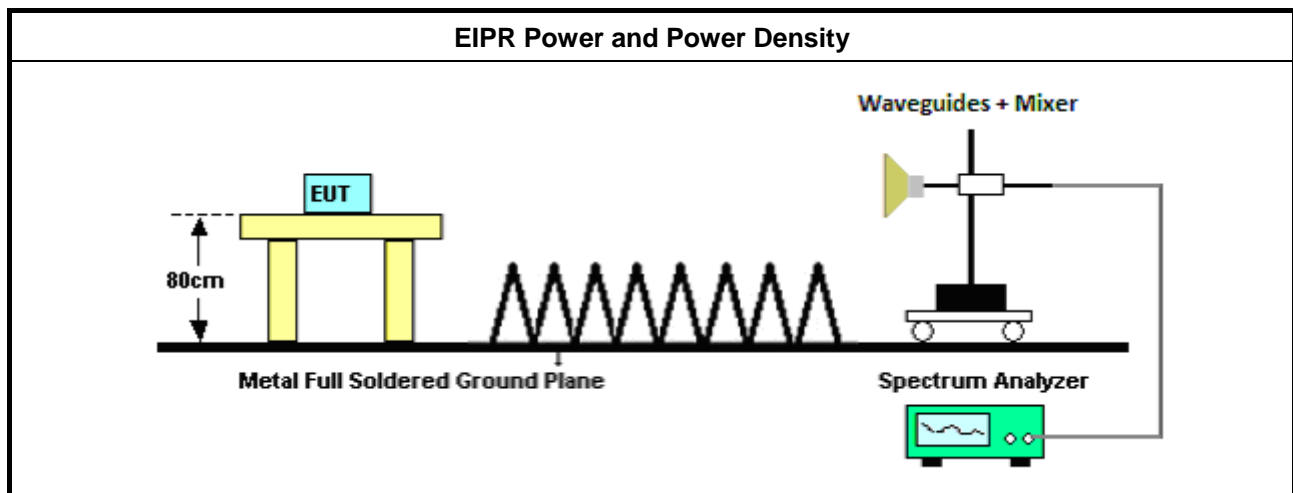 EIPR Power and Power Density
Waveguides + Mixer
EUT
80cm
Metal Full Soldered Ground Plane
Spectrum Analyzer